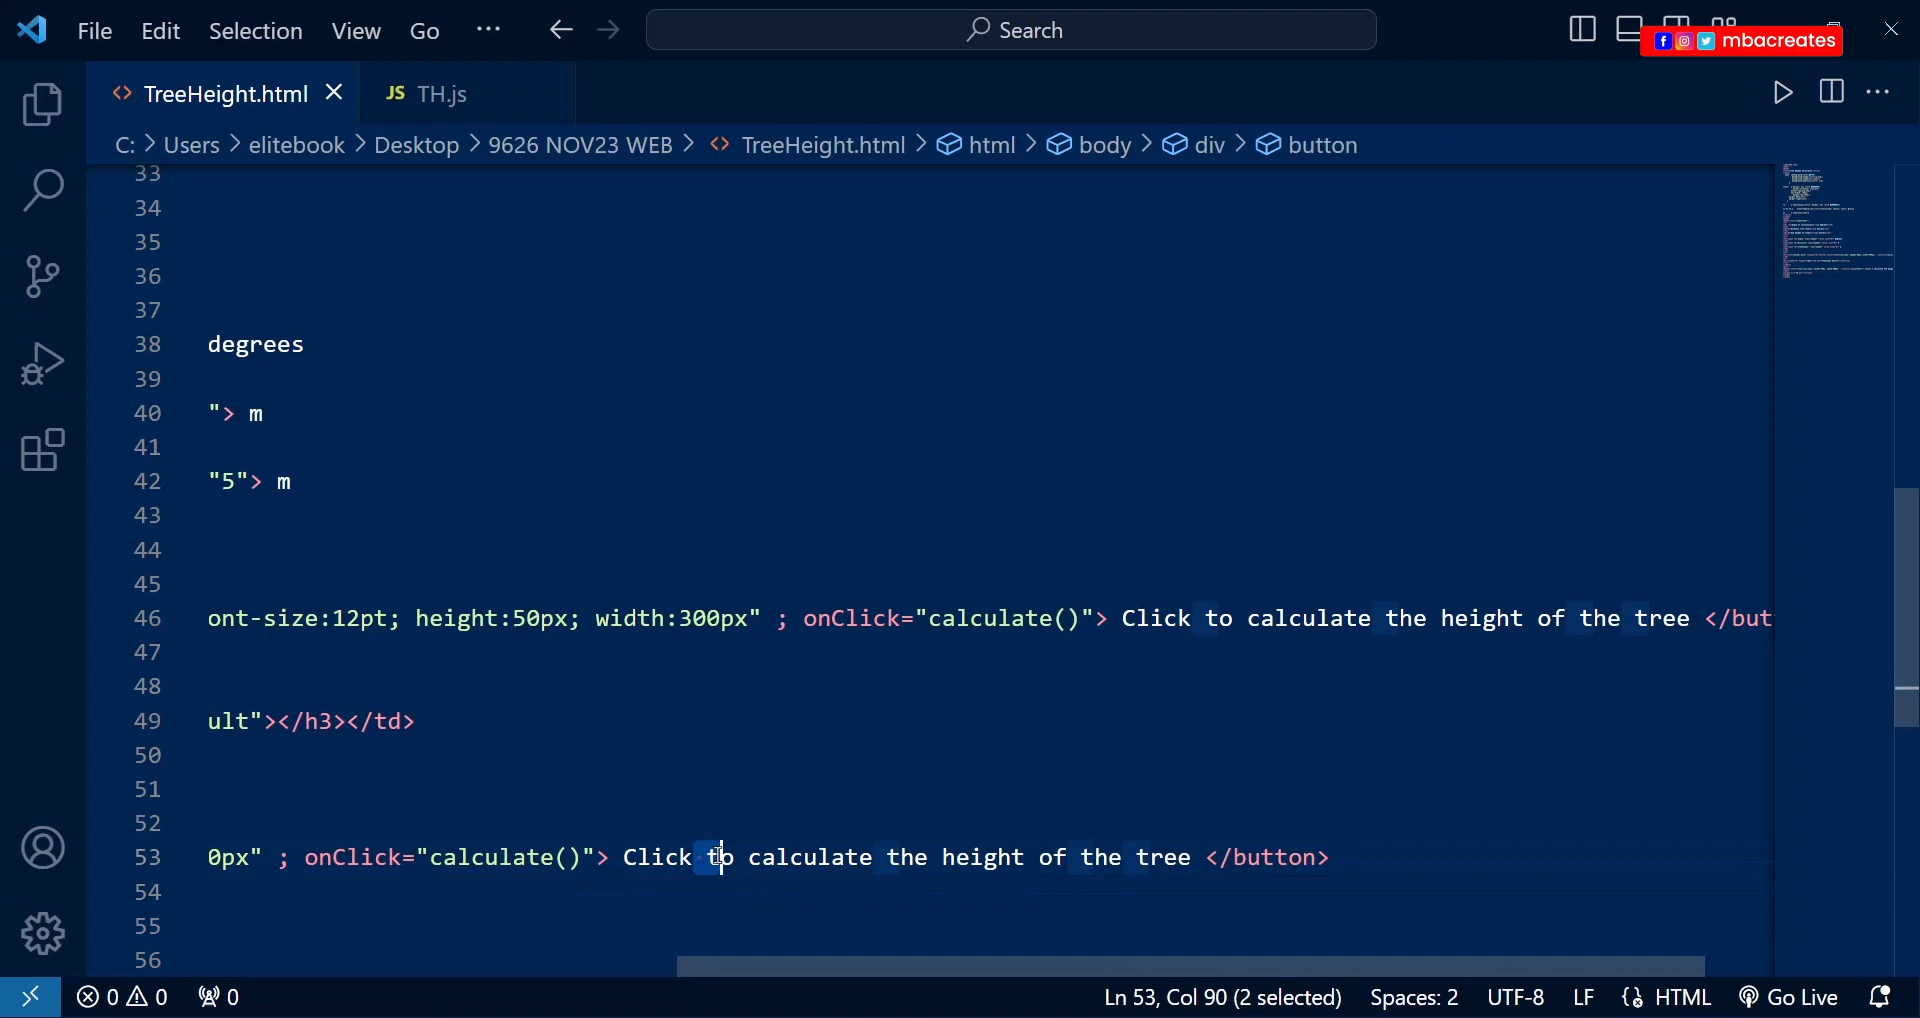 File Edit Selection View Go ··· Search
mbacreates
TreeHeight.html JS TH.js
C: > Users > elitebook > Desktop > 9626 NOV23 WEB > TreeHeight.html > html > body > div > button
33
34
35
36
37
38 degrees
39
40 "> m
41
42 "5"> m
43
44
45
46 ont-size:12pt; height:50px; width:300px" ; onClick="calculate()"> Click to calculate the height of the tree </but
47
48
49 ult"></h3></td>
50
51
52
53 0px" ; onClick="calculate()"> Click to calculate the height of the tree </button>
54
55
56
0 0 0 Ln 53, Col 90 (2 selected) Spaces: 2 UTF-8 LF HTML Go Live